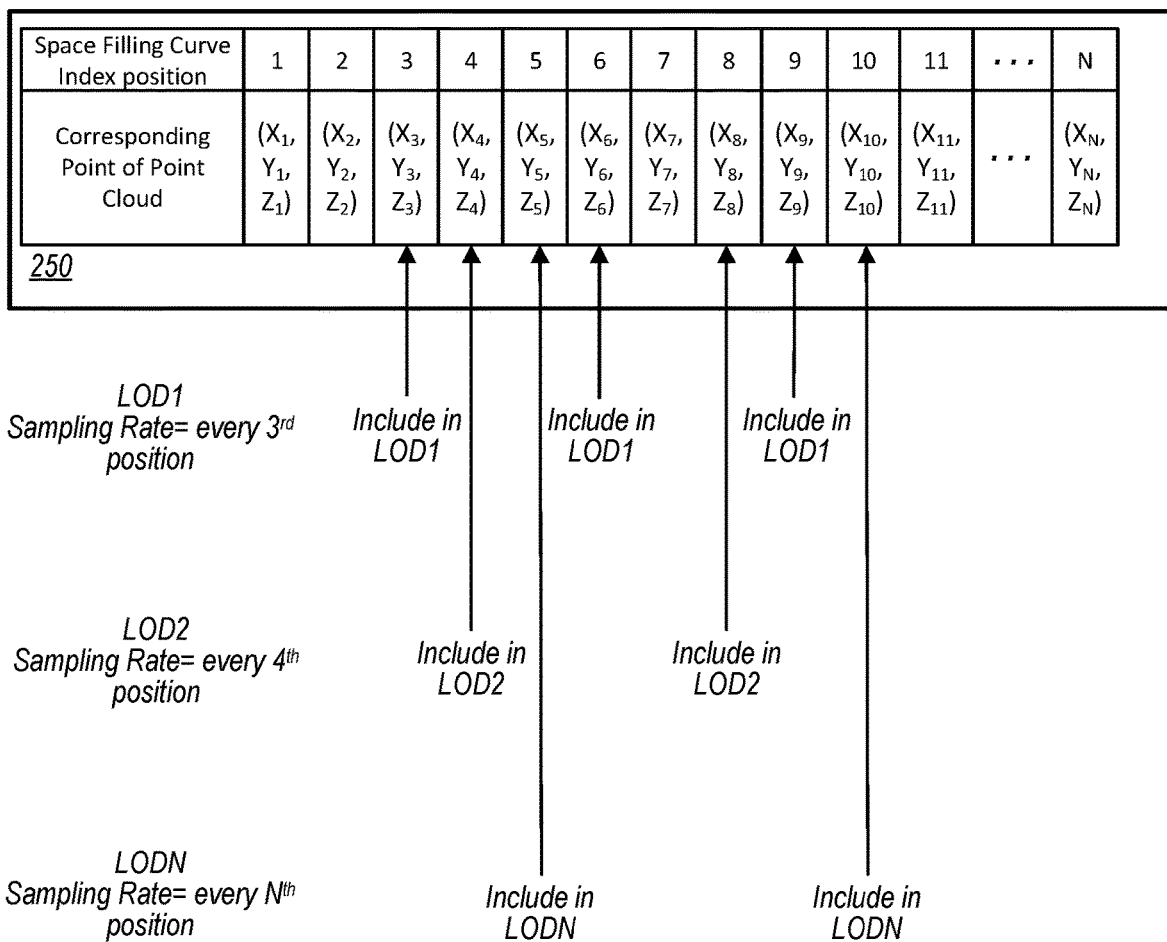 Space Filling Curve Index position 1 2 3 4 5 6 7 8 9 10 11 ... N
Corresponding Point of Point Cloud (X₁, Y₁, Z₁) (X₂, Y₂, Z₂) (X₃, Y₃, Z₃) (X₄, Y₄, Z₄) (X₅, Y₅, Z₅) (X₆, Y₆, Z₆) (X₇, Y₇, Z₇) (X₈, Y₈, Z₈) (X₉, Y₉, Z₉) (X₁₀, Y₁₀, Z₁₀) (X₁₁, Y₁₁, Z₁₁) ... (X_N, Y_N, Z_N)
250
LOD1
Sampling Rate= every 3rd
position
Include in
LOD1
Include in
LOD1
Include in
LOD1
LOD2
Sampling Rate= every 4th
position
Include in
LOD2
Include in
LOD2
LODN
Sampling Rate= every Nth
position
Include in
LODN
Include in
LODN